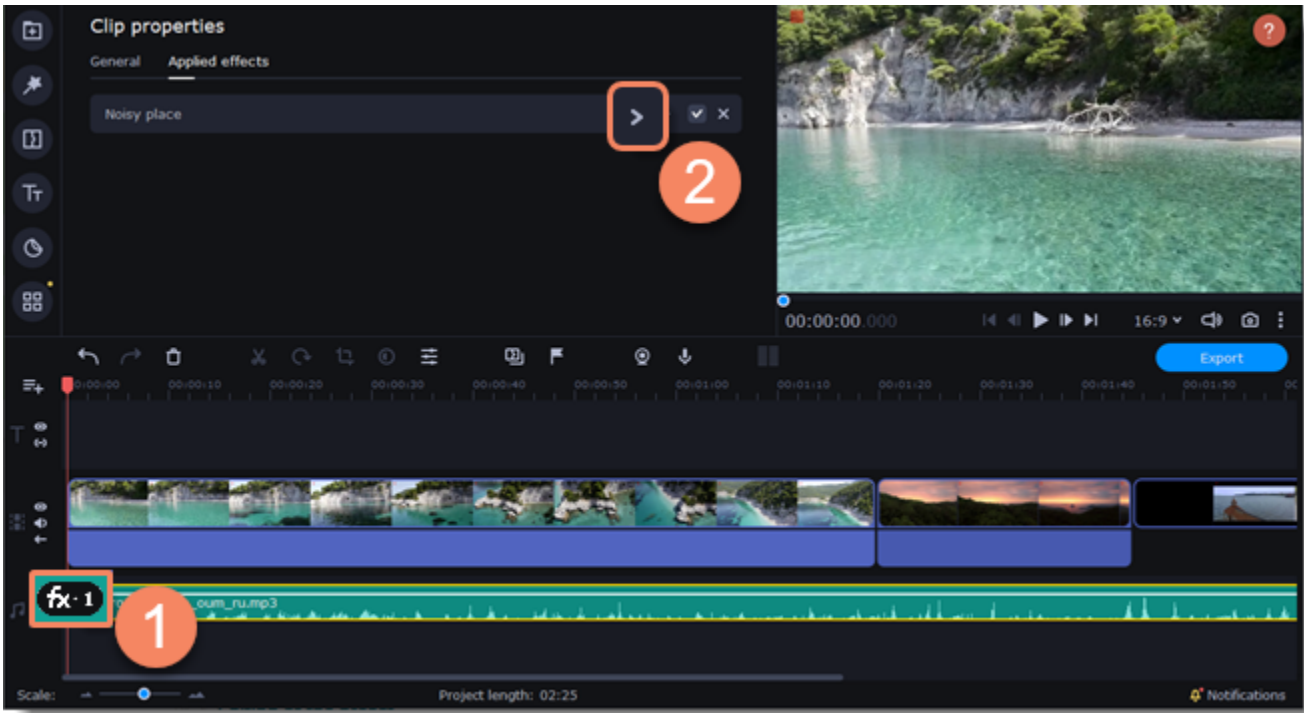 Clip properties
General Applied effects
Noisy place
2
?
Tт
00:00:00.000
16:9
Export
0:00:00 00:00:10 00:00:20 00:00:30 00:00:40 00:00:50 00:01:00 00:01:10 00:01:20 00:01:30 00:01:40 00:01:50
T
fx· 1
_oum_ru.mp3
1
Scale:
Project length: 02:25
Notifications